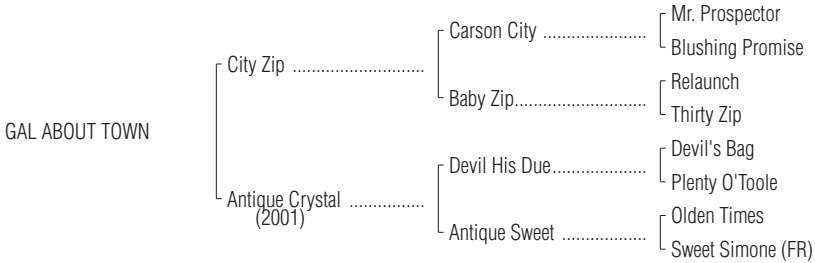 Mr. Prospector
Carson City ......................
Blushing Promise
City Zip ............................
Relaunch
Baby Zip............................
Thirty Zip
GAL ABOUT TOWN
Devil's Bag
Devil His Due....................
Plenty O'Toole
Antique Crystal ................
(2001)
Olden Times
Antique Sweet ..................
Sweet Simone (FR)